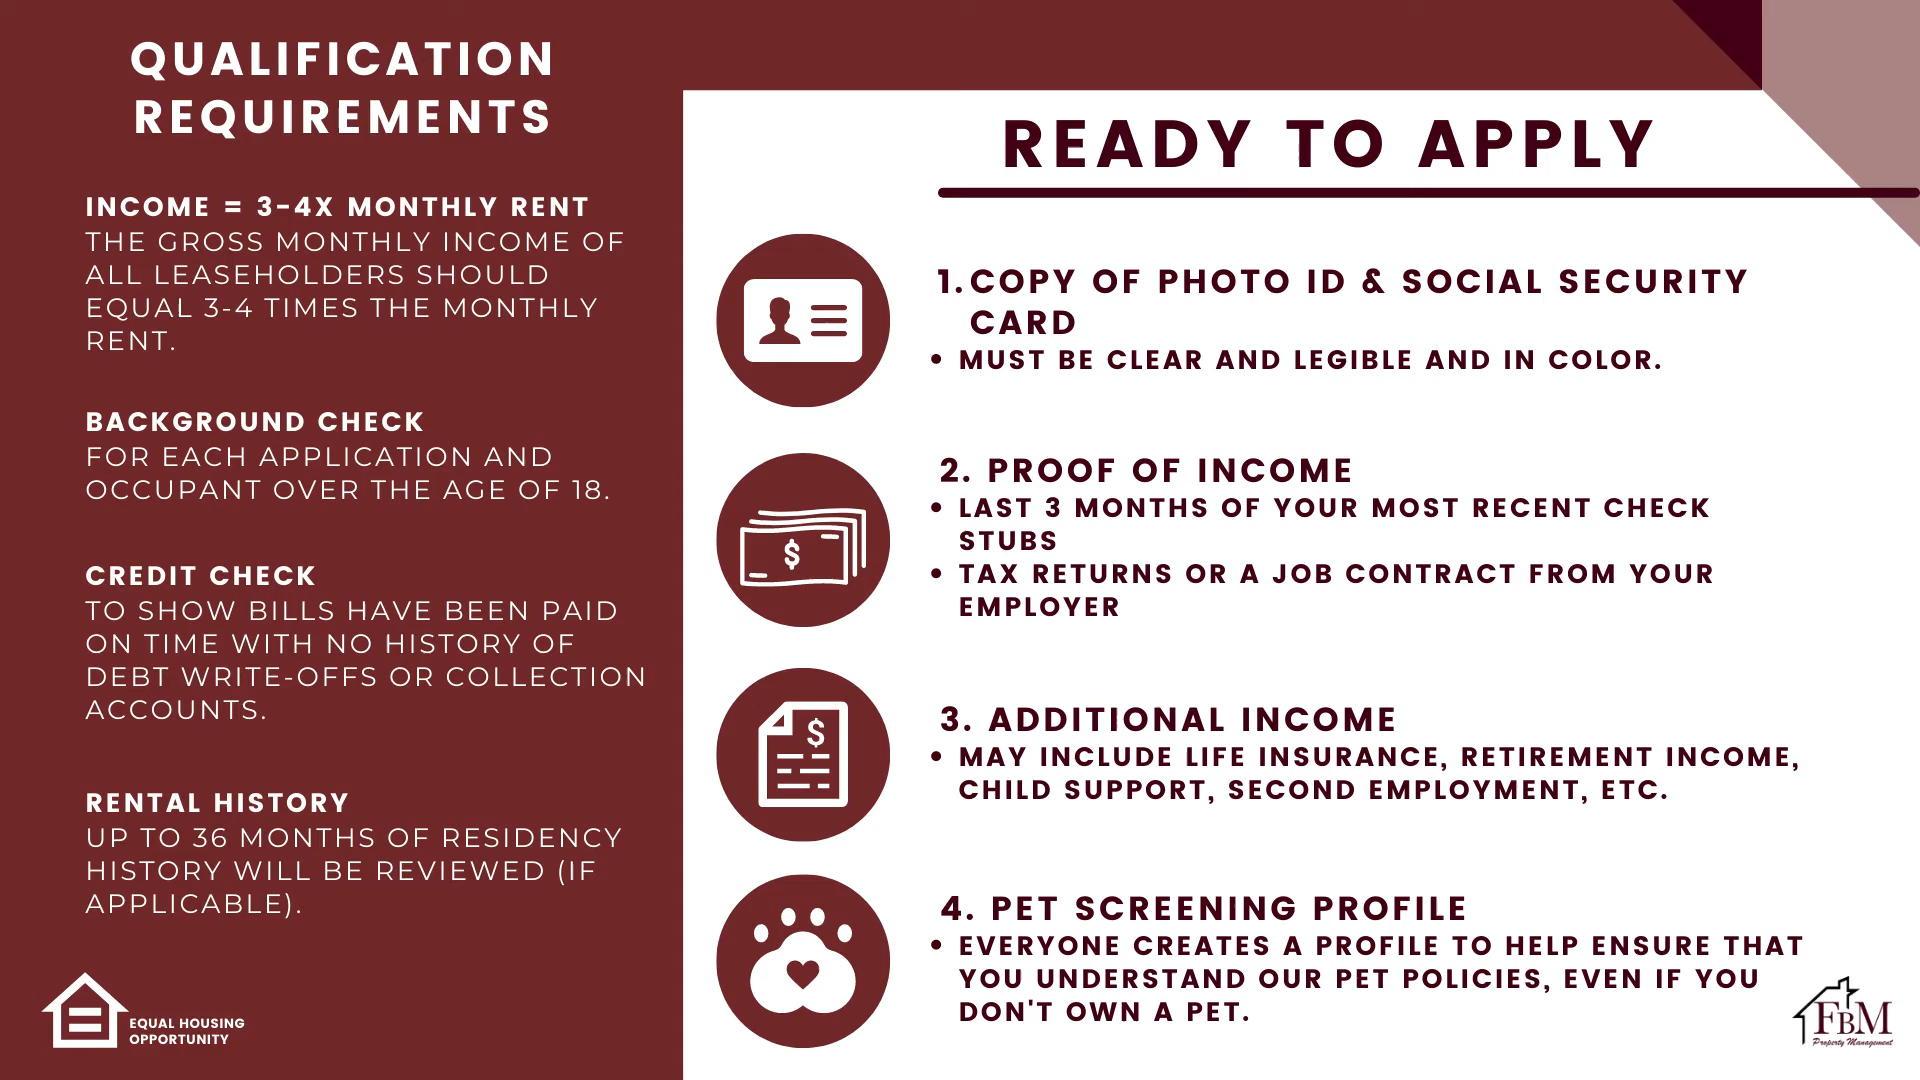 QUALIFICATION
REQUIREMENTS
INCOME = 3-4X MONTHLY RENT
THE GROSS MONTHLY INCOME OF
ALL LEASEHOLDERS SHOULD
EQUAL 3-4 TIMES THE MONTHLY
RENT.
BACKGROUND CHECK
FOR EACH APPLICATION AND
OCCUPANT OVER THE AGE OF 18.
CREDIT CHECK
TO SHOW BILLS HAVE BEEN PAID
ON TIME WITH NO HISTORY OF
DEBT WRITE-OFFS OR COLLECTION
ACCOUNTS.
RENTAL HISTORY
UP TO 36 MONTHS OF RESIDENCY
HISTORY WILL BE REVIEWED (IF
APPLICABLE).
EQUAL HOUSING
OPPORTUNITY
READY TO APPLY
1. COPY OF PHOTO ID & SOCIAL SECURITY
CARD
• MUST BE CLEAR AND LEGIBLE AND IN COLOR.
$
2. PROOF OF INCOME
• LAST 3 MONTHS OF YOUR MOST RECENT CHECK
STUBS
• TAX RETURNS OR A JOB CONTRACT FROM YOUR
EMPLOYER
$
3. ADDITIONAL INCOME
• MAY INCLUDE LIFE INSURANCE, RETIREMENT INCOME,
CHILD SUPPORT, SECOND EMPLOYMENT, ETC.
4. PET SCREENING PROFILE
• EVERYONE CREATES A PROFILE TO HELP ENSURE THAT
YOU UNDERSTAND OUR PET POLICIES, EVEN IF YOU
DON'T OWN A PET.
FBM
Property Management